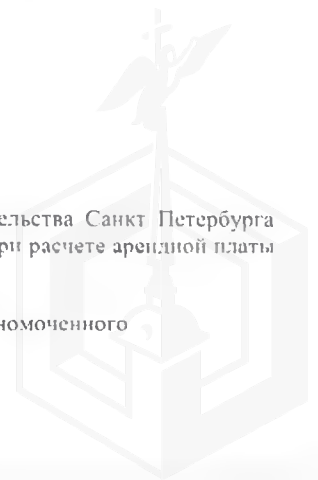 ельства Санкт Петербурга
ри расчете арендной платы
номоченного